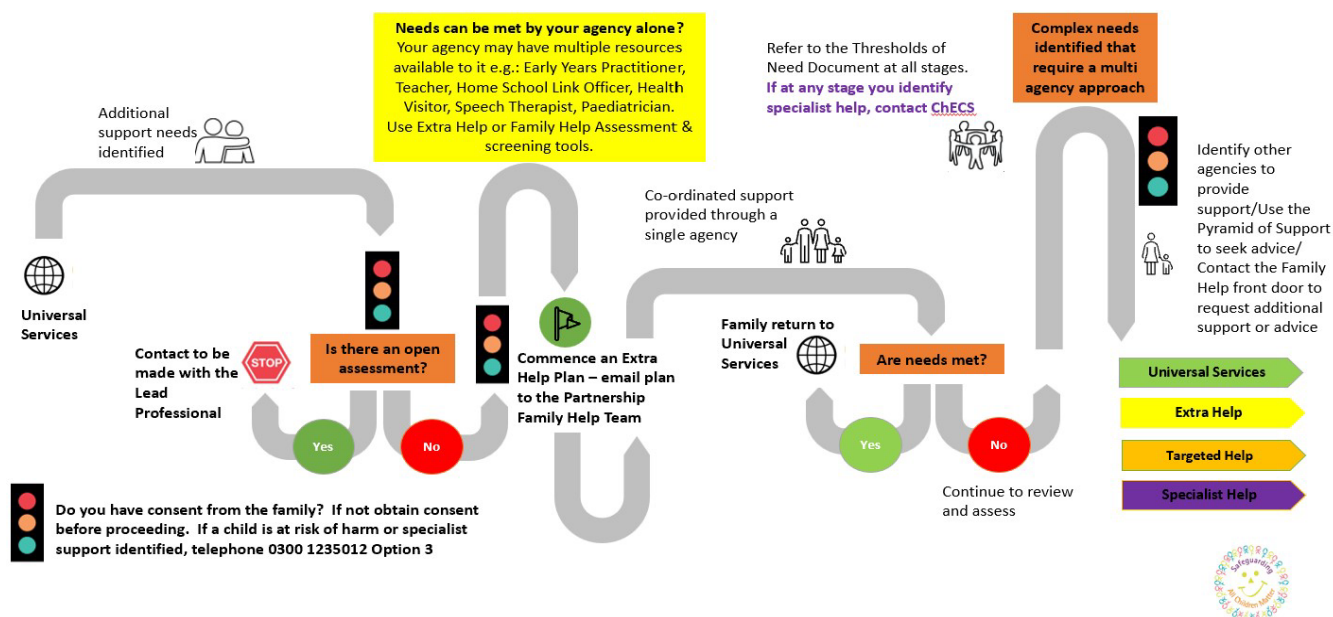 Additional
support needs
identified
Universal
Services
Contact to be
made with the
Lead
Professional
STOP
Is there an open
assessment?
Yes
No
Needs can be met by your agency alone?
Your agency may have multiple resources
available to it e.g.: Early Years Practitioner,
Teacher, Home School Link Officer, Health
Visitor, Speech Therapist, Paediatrician.
Use Extra Help or Family Help Assessment &
screening tools.
Commence an Extra
Help Plan – email plan
to the Partnership
Family Help Team
Co-ordinated support
provided through a
single agency
Family return to
Universal
Services
Are needs met?
Yes
No
Continue to review
and assess
Refer to the Thresholds of
Need Document at all stages.
If at any stage you identify
specialist help, contact ChECS
Complex needs
identified that
require a multi
agency approach
Identify other
agencies to
provide
support/Use the
Pyramid of Support
to seek advice/
Contact the Family
Help front door to
request additional
support or advice
Universal Services
Extra Help
Targeted Help
Specialist Help
Do you have consent from the family? If not obtain consent
before proceeding. If a child is at risk of harm or specialist
support identified, telephone 0300 1235012 Option 3
Safeguarding
All Children Matter